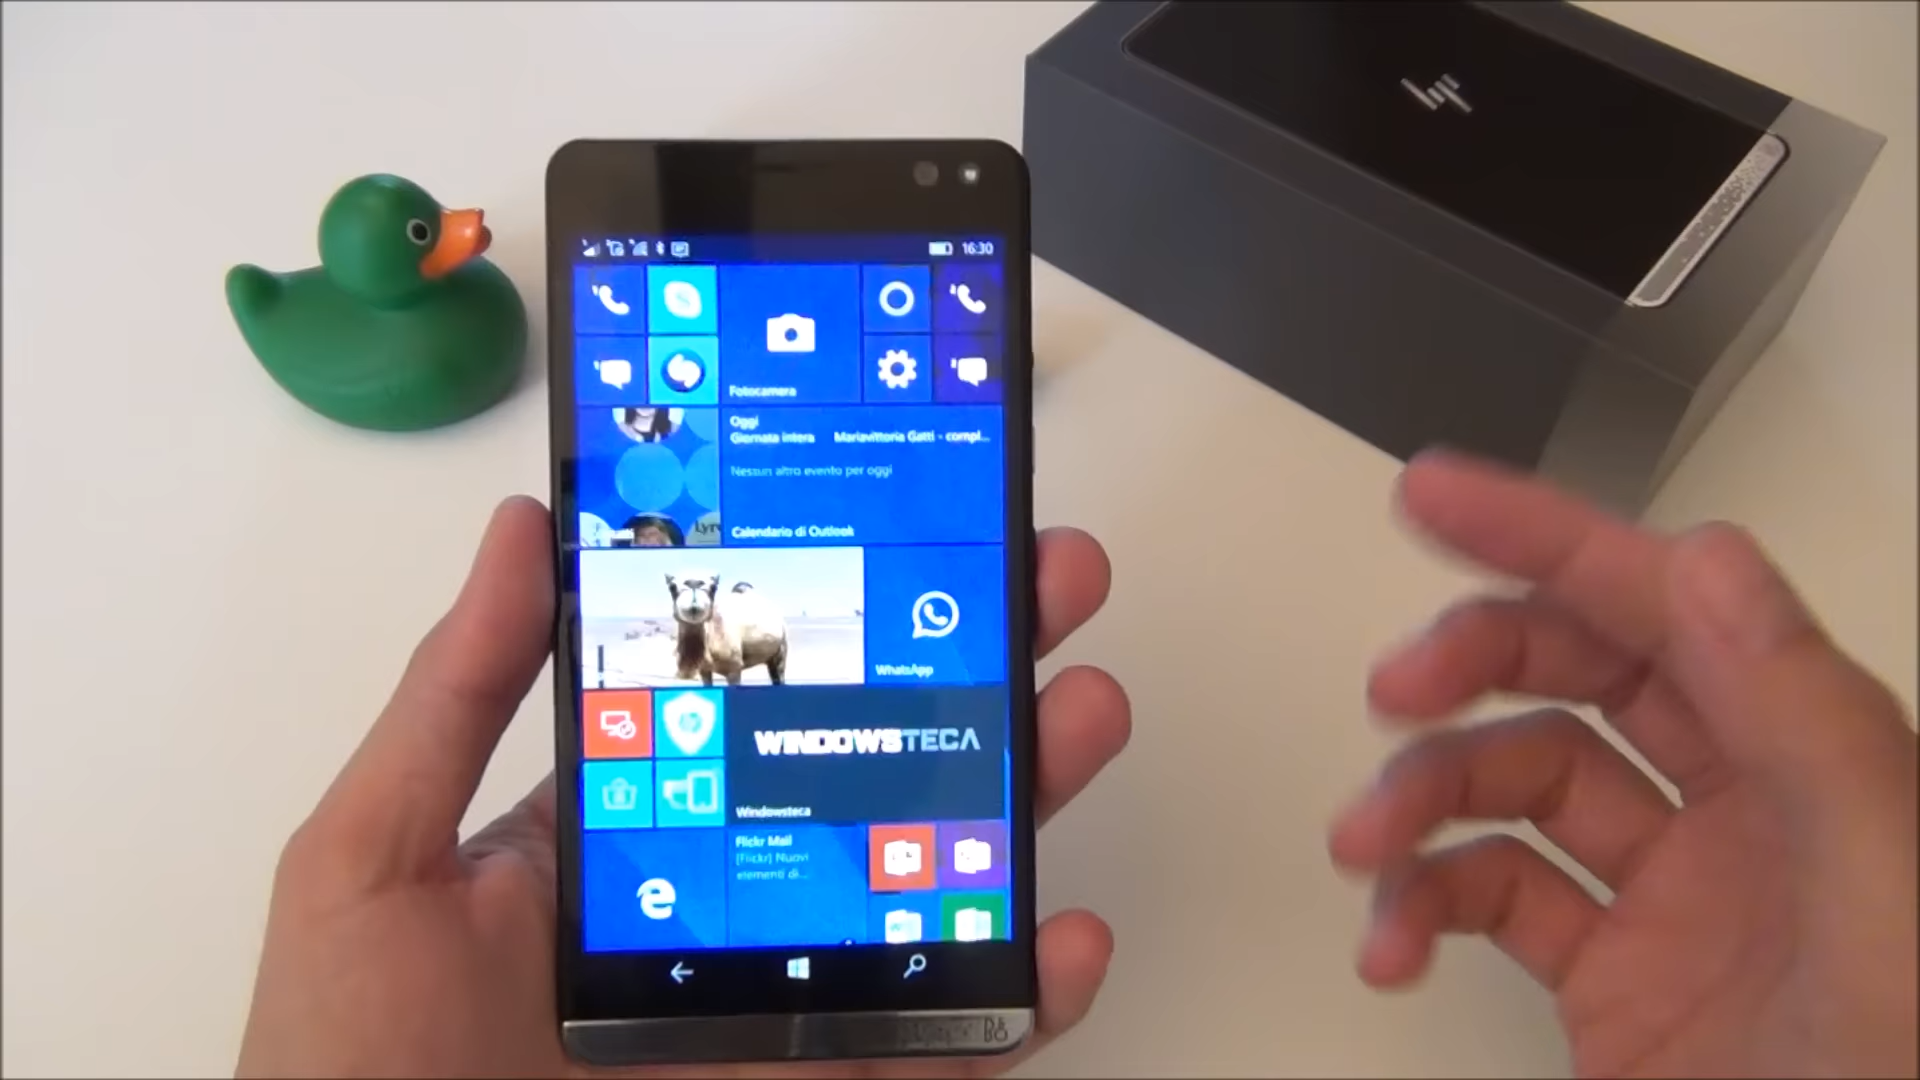 16:30
Fotocamera
Oggi
Giornata intera Mariavittoria Gatti - compl...
Nessun altro evento per oggi
Calendario di Outlook
WhatsApp
WINDOWSTECA
Windowsteca
Flickr Mail
[Flickr] Nuovi
elementi di...
B&O